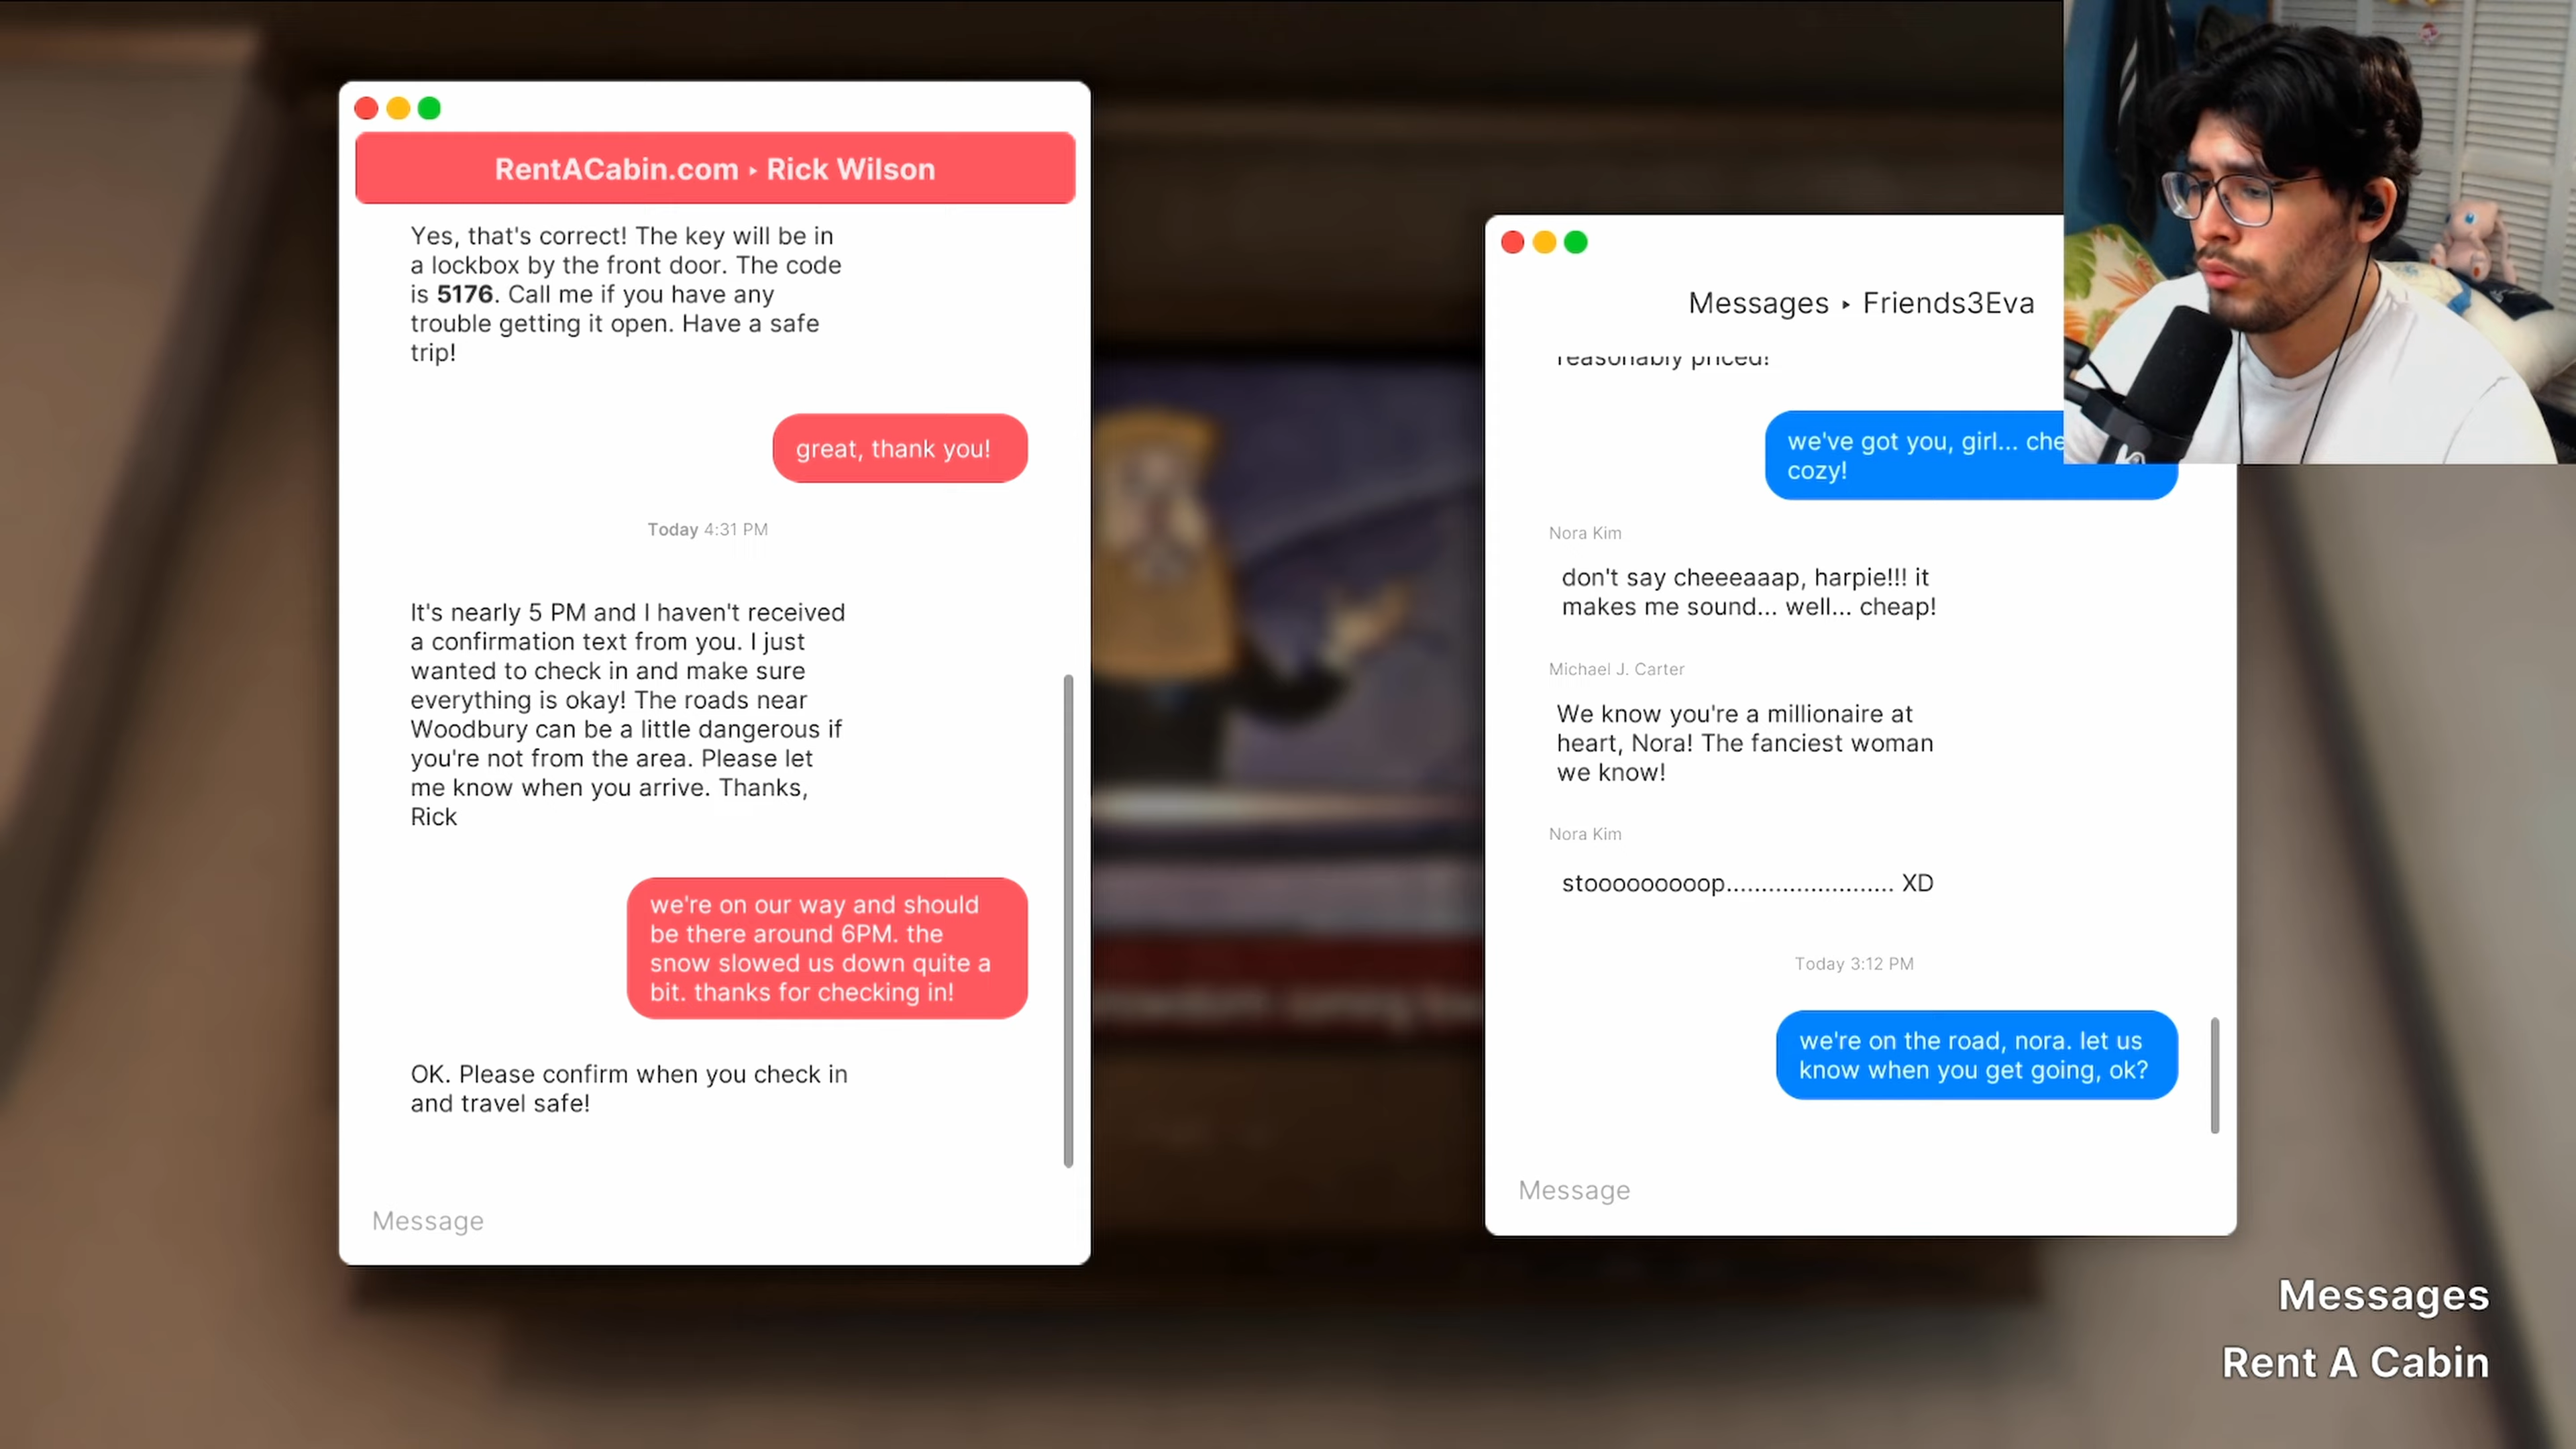 RentACabin.com ‣ Rick Wilson
Yes, that's correct! The key will be in
a lockbox by the front door. The code
is 5176. Call me if you have any
trouble getting it open. Have a safe
trip!
great, thank you!
Today 4:31 PM
It's nearly 5 PM and I haven't received
a confirmation text from you. I just
wanted to check in and make sure
everything is okay! The roads near
Woodbury can be a little dangerous if
you're not from the area. Please let
me know when you arrive. Thanks,
Rick
we're on our way and should
be there around 6PM. the
snow slowed us down quite a
bit. thanks for checking in!
OK. Please confirm when you check in
and travel safe!
Message
Messages ‣ Friends3Eva
reasonably priced!
we've got you, girl... che
cozy!
Nora Kim
don't say cheeeaaap, harpie!!! it
makes me sound... well... cheap!
Michael J. Carter
We know you're a millionaire at
heart, Nora! The fanciest woman
we know!
Nora Kim
stooooooooop........................ XD
Today 3:12 PM
we're on the road, nora. let us
know when you get going, ok?
Message
Messages
Rent A Cabin